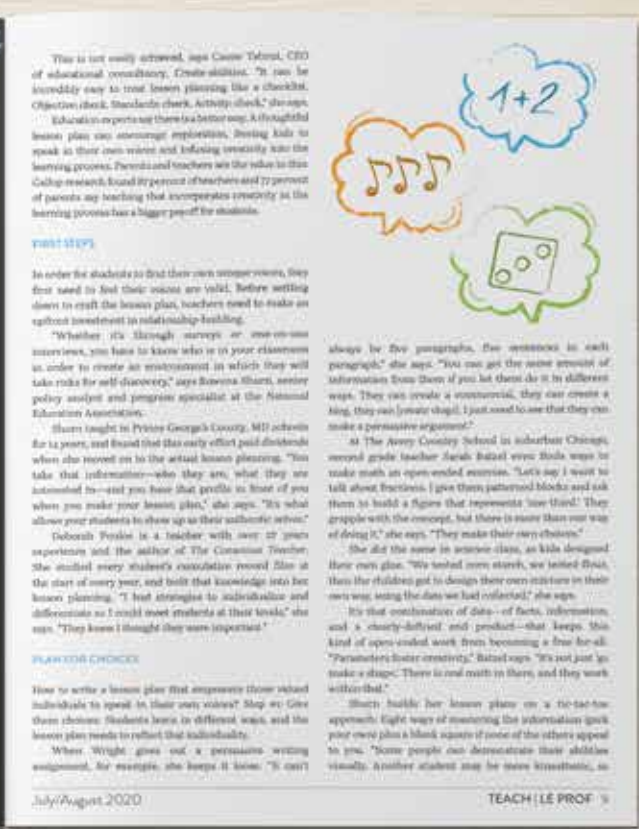 This is not easily achieved, says Cassie Tabrizi, CEO
of educational consultancy, Create-abilities. "It can be
incredibly easy to treat lesson planning like a checklist.
Objective check. Standards check. Activity check," she says.
Education experts say there is a better way. A thoughtful
lesson plan can encourage exploration, freeing kids to
speak in their own voices and infusing creativity into the
learning process. Parents and teachers see the value in this:
Gallup research found 87 percent of teachers and 77 percent
of parents say teaching that incorporates creativity in the
learning process has a bigger payoff for students.
FIRST STEPS
In order for students to find their own unique voices, they
first need to feel their voices are valid. Before settling
down to craft the lesson plan, teachers need to make an
upfront investment in relationship-building.
"Whether it's through surveys or one-on-one
interviews, you have to know who is in your classroom
in order to create an environment in which they will
take risks for self-discovery," says Rowena Shurn, senior
policy analyst and program specialist at the National
Education Association.
Shurn taught in Prince George's County, MD schools
for 14 years, and found that this early effort paid dividends
when she moved on to the actual lesson planning. "You
take that information—who they are, what they are
interested in—and you have that profile in front of you
when you make your lesson plan," she says. "It's what
allows your students to show up as their authentic selves."
Deborah Poulos is a teacher with over 27 years
experience and the author of The Conscious Teacher.
She studied every student's cumulative record files at
the start of every year, and built that knowledge into her
lesson planning. "I had strategies to individualize and
differentiate so I could meet students at their levels," she
says. "They knew I thought they were important."
PLAN FOR CHOICES
How to write a lesson plan that empowers those valued
individuals to speak in their own voices? Step #1: Give
them choices. Students learn in different ways, and the
lesson plan needs to reflect that individuality.
When Wright gives out a persuasive writing
assignment, for example, she keeps it loose. "It can't
1+2
always be five paragraphs, five sentences in each
paragraph," she says. "You can get the same amount of
information from them if you let them do it in different
ways. They can create a commercial, they can create a
blog, they can [create vlogs]. I just need to see that they can
make a persuasive argument."
At The Avery Coonley School in suburban Chicago,
second grade teacher Sarah Batzel even finds ways to
make math an open-ended exercise. "Let's say I want to
talk about fractions. I give them patterned blocks and ask
them to build a figure that represents 'one third.' They
grapple with the concept, but there is more than one way
of doing it," she says. "They make their own choices."
She did the same in science class, as kids designed
their own glue. "We tested corn starch, we tested flour,
then the children got to design their own mixture in their
own way, using the data we had collected," she says.
It's that combination of data—of facts, information,
and a clearly-defined end product—that keeps this
kind of open-ended work from becoming a free-for-all.
"Parameters foster creativity," Batzel says. "It's not just 'go
make a shape.' There is real math in there, and they work
within that."
Shurn builds her lesson plans on a tic-tac-toe
approach: Eight ways of mastering the information (pick
your own) plus a blank square if none of the others appeal
to you. "Some people can demonstrate their abilities
visually. Another student may be more kinesthetic, so
July/August 2020
TEACH | LE PROF 9